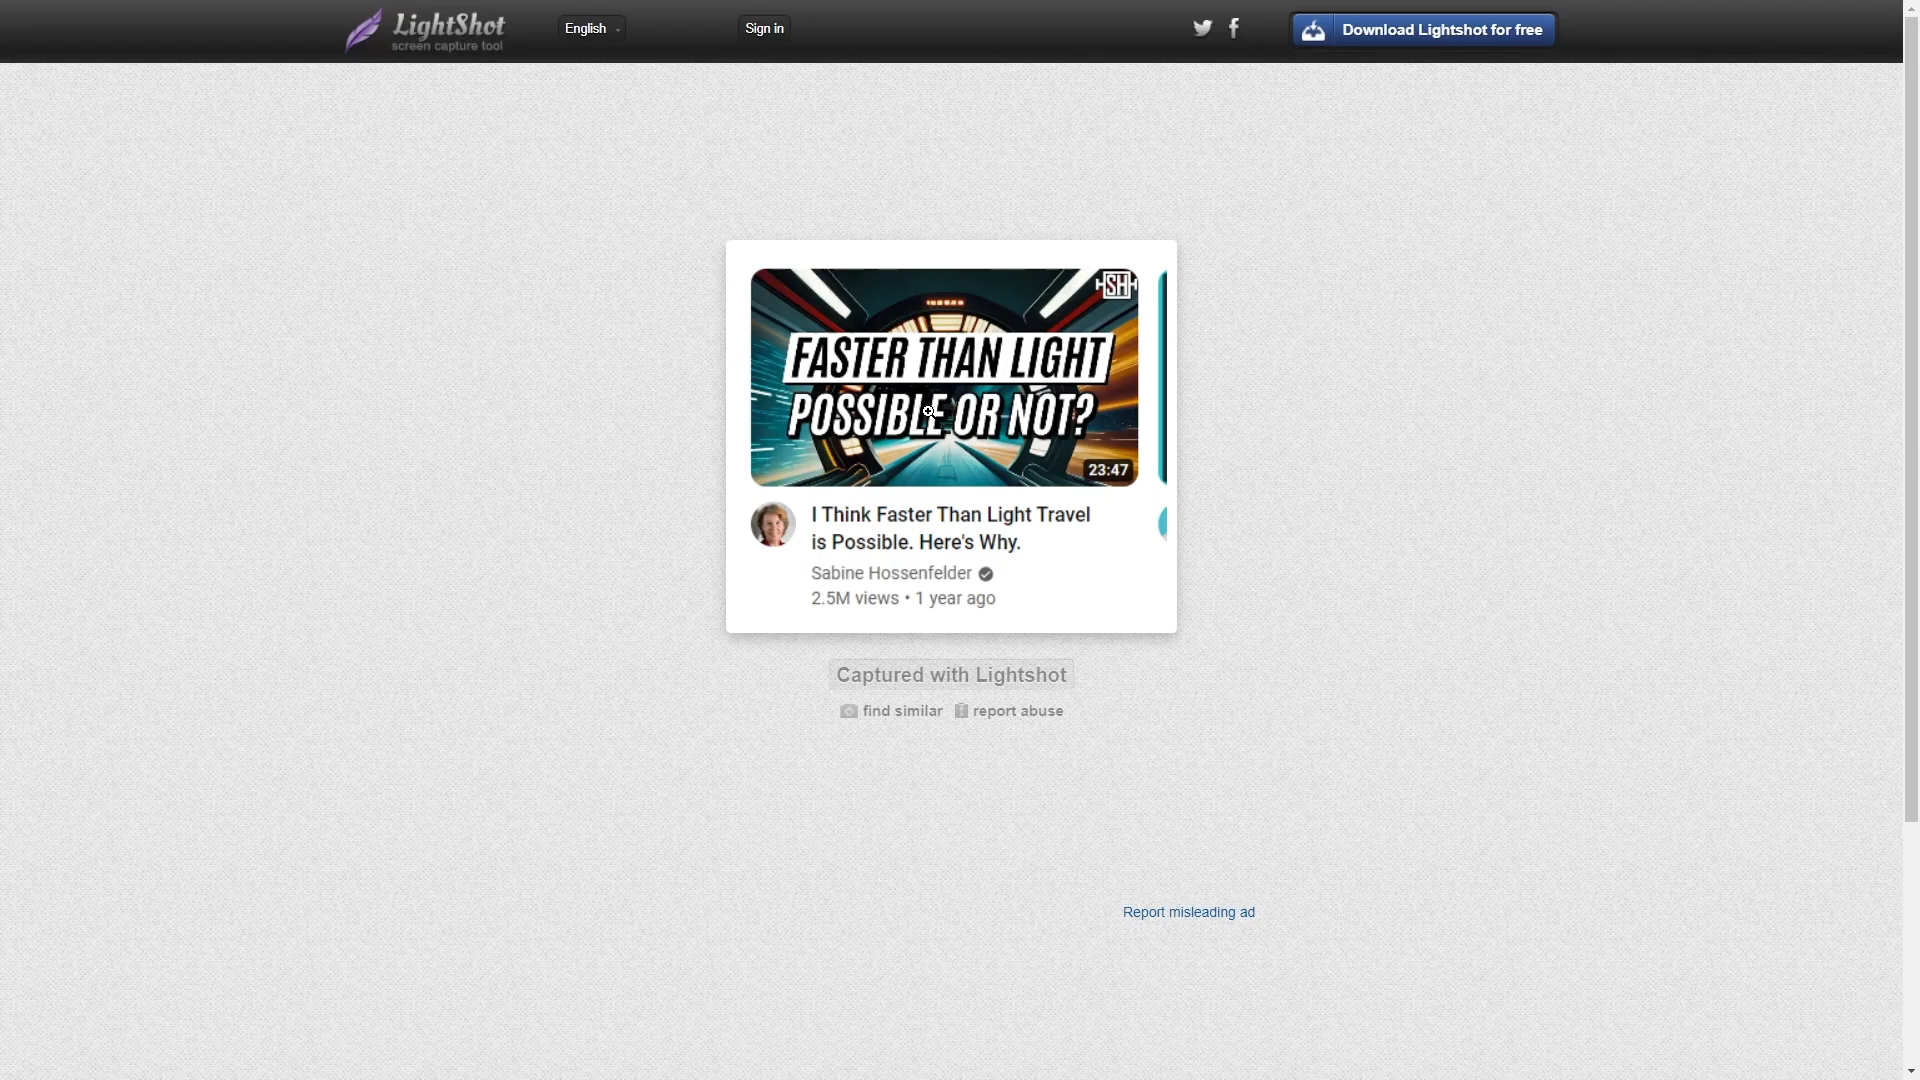 LightShot
screen capture tool
English
Sign in
Download Lightshot for free
SH
FASTER THAN LIGHT
POSSIBLE OR NOT?
23:47
I Think Faster Than Light Travel
is Possible. Here's Why.
Sabine Hossenfelder
2.5M views • 1 year ago
Captured with Lightshot
find similar
report abuse
Report misleading ad